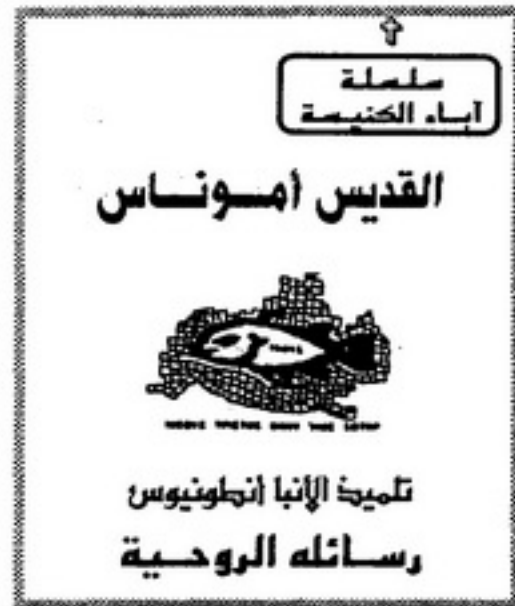 سلسلة
آباء الكنيسة
القديس أموناس
تلميذ الأنبا أنطونيوس
رسائله الروحية